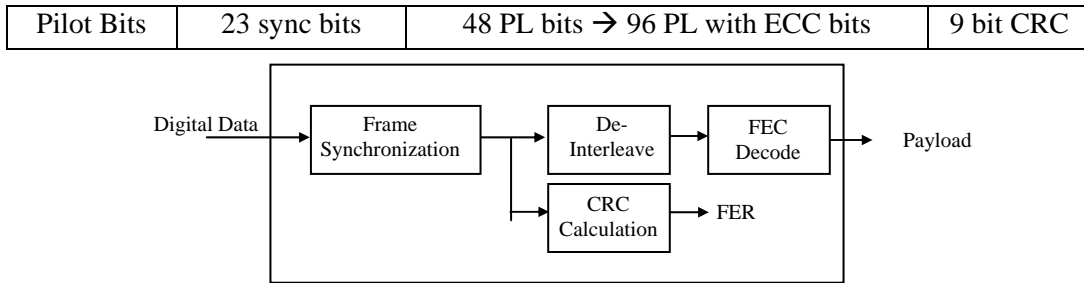 Pilot Bits 23 sync bits 48 PL bits → 96 PL with ECC bits 9 bit CRC
Digital Data
Frame
Synchronization
De-
Interleave
FEC
Decode
Payload
CRC
Calculation
FER